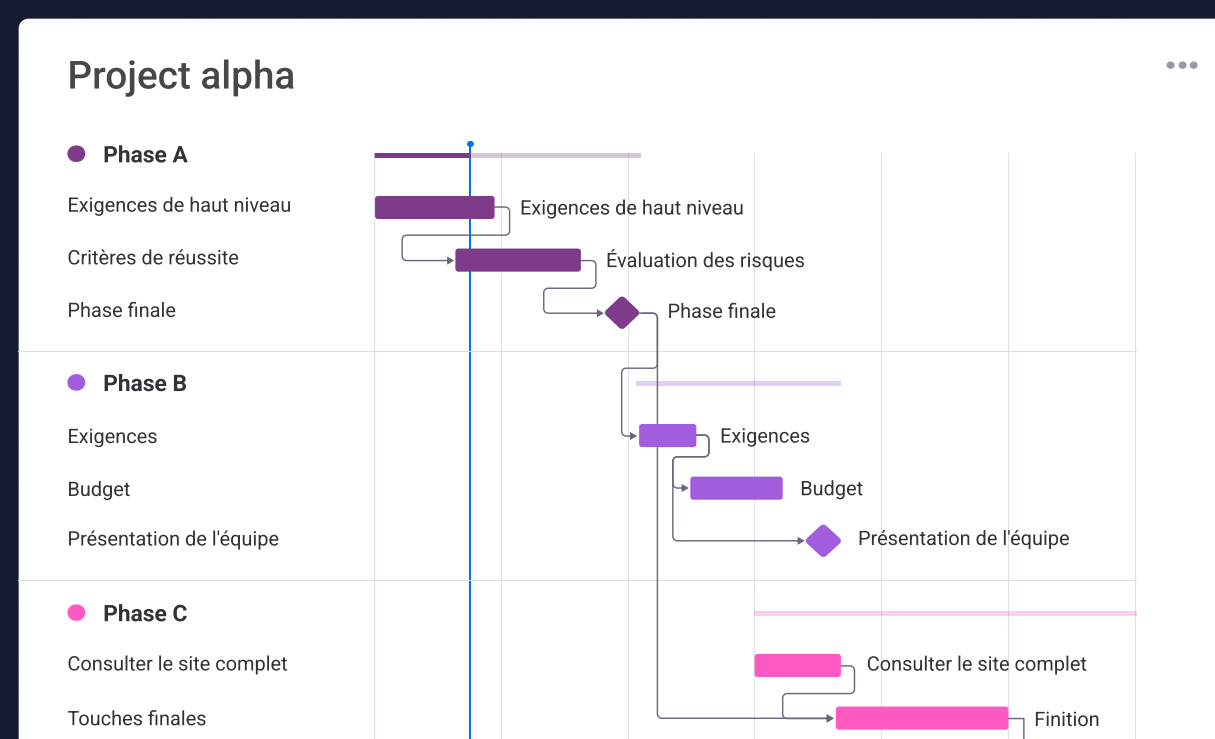 Project alpha
Phase A
Exigences de haut niveau
Exigences de haut niveau
Critères de réussite
Évaluation des risques
Phase finale
Phase finale
Phase B
Exigences
Exigences
Budget
Budget
Présentation de l'équipe
Présentation de l'équipe
Phase C
Consulter le site complet
Consulter le site complet
Touches finales
Finition